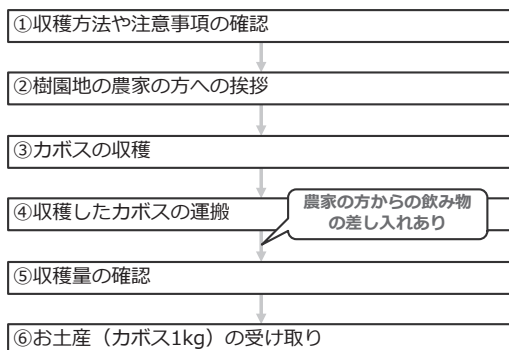 ①収穫方法や注意事項の確認
②樹園地の農家の方への挨拶
③カボスの収穫
④収穫したカボスの運搬
農家の方からの飲み物
の差し入れあり
⑤収穫量の確認
⑥お土産（カボス1kg）の受け取り